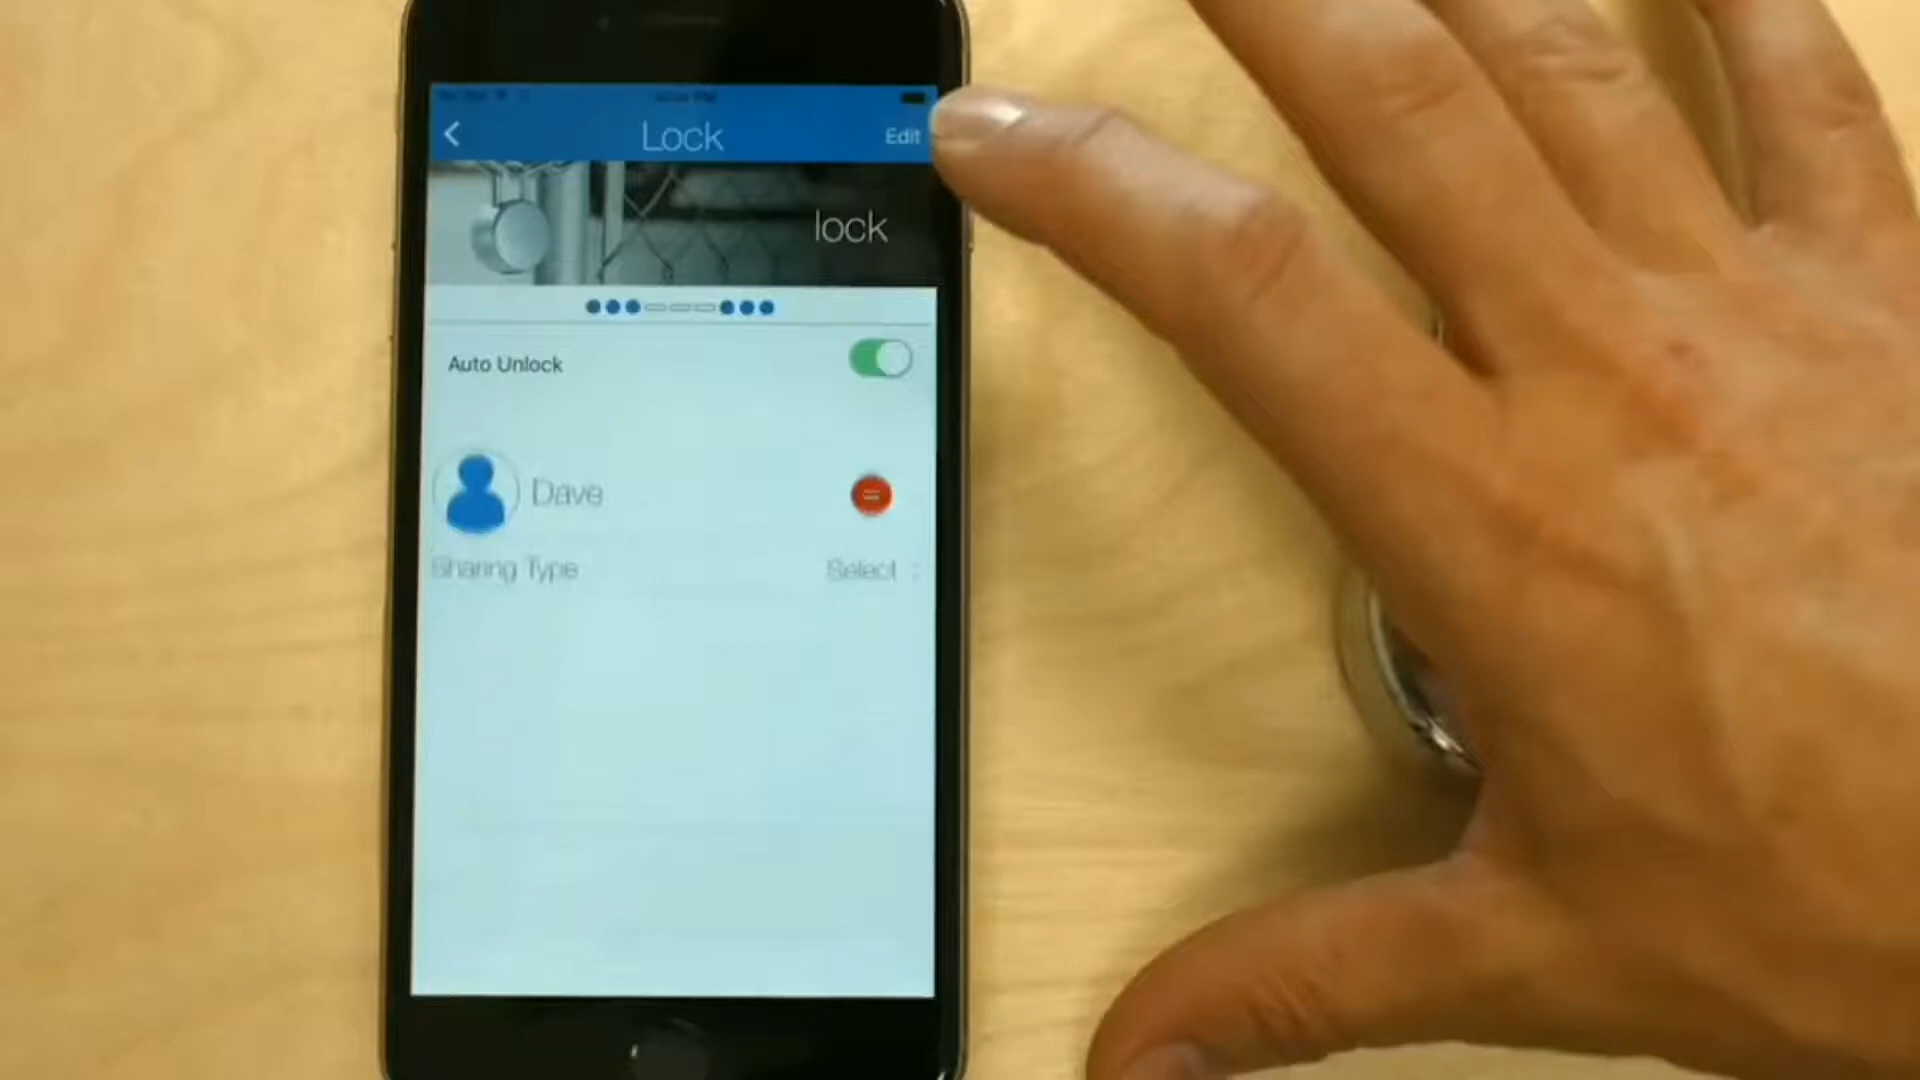 Lock
Edit
lock
Auto Unlock
Dave
Sharing Type
Select